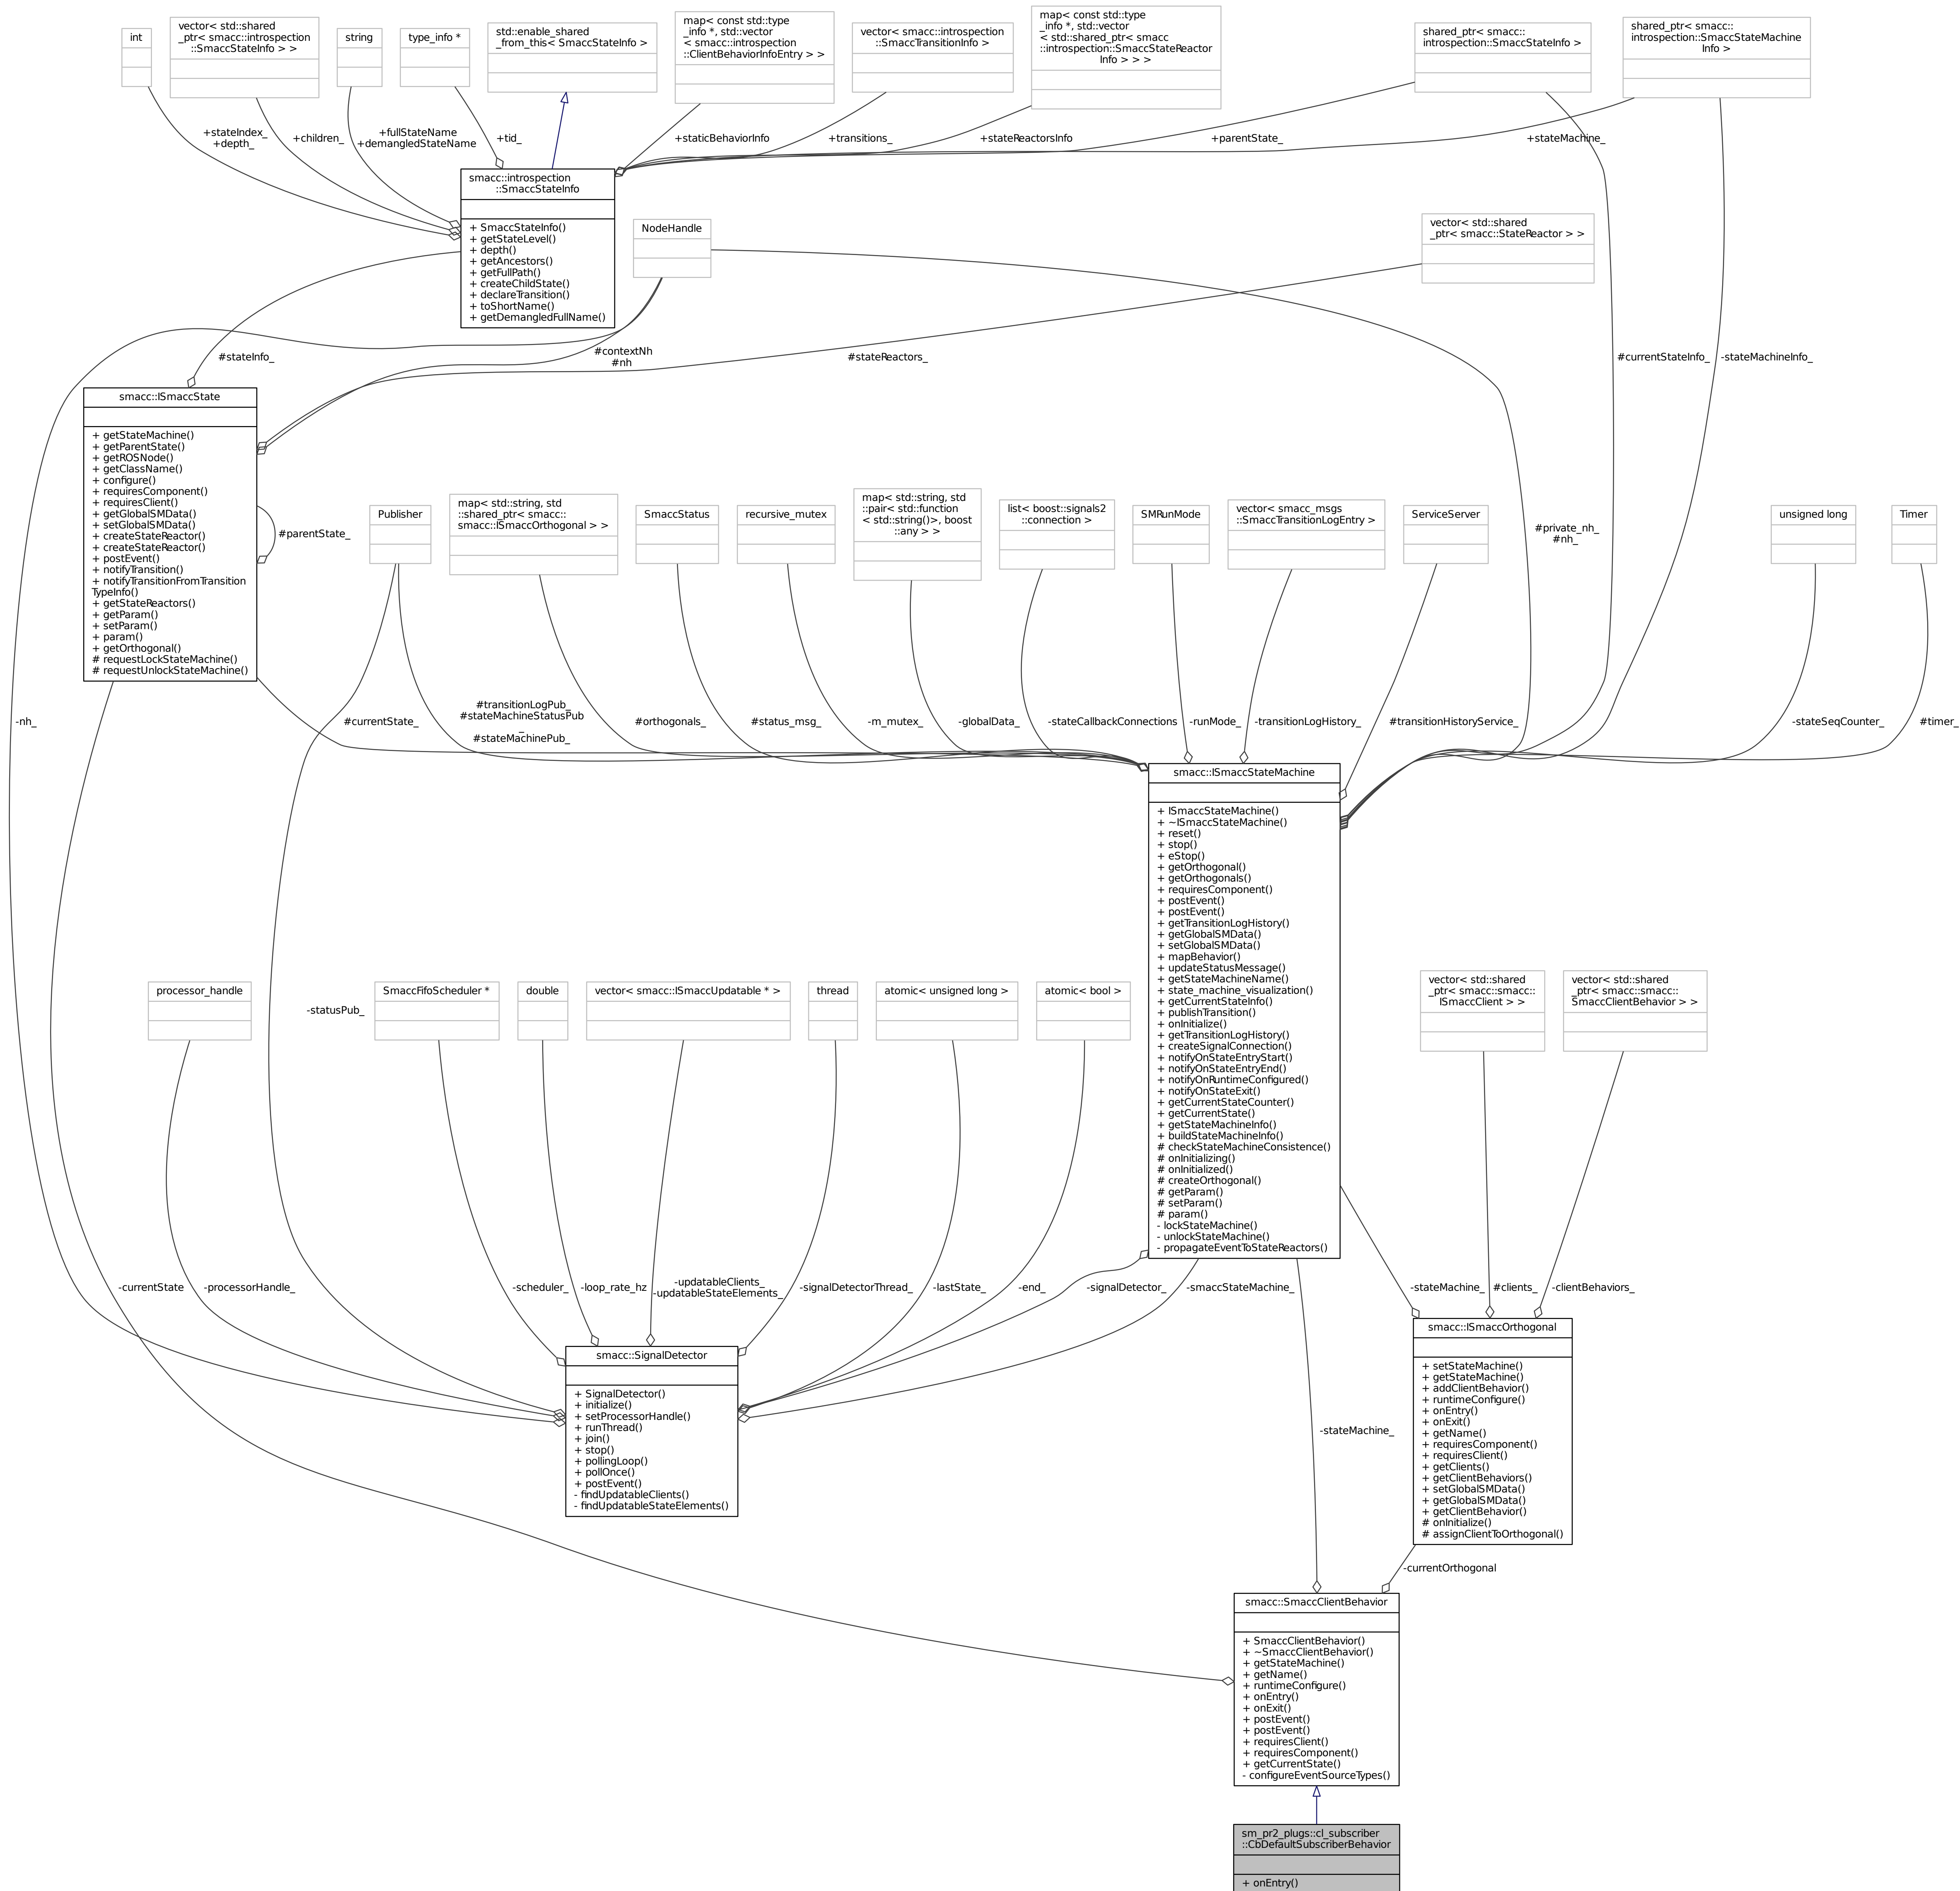 int
vector< std::shared
_ptr< smacc::introspection
::SmaccStateInfo > >
string
type_info *
std::enable_shared
_from_this< SmaccStateInfo >
map< const std::type
_info *, std::vector
< smacc::introspection
::ClientBehaviorInfoEntry > >
vector< smacc::introspection
::SmaccTransitionInfo >
map< const std::type
_info *, std::vector
< std::shared_ptr< smacc
::introspection::SmaccStateReactor
Info > > >
shared_ptr< smacc::
introspection::SmaccStateInfo >
shared_ptr< smacc::
introspection::SmaccStateMachine
Info >
+stateIndex_
+depth_
+children_
+fullStateName
+demangledStateName
+tid_
+staticBehaviorInfo
+transitions_
+stateReactorsInfo
+parentState_
+stateMachine_
smacc::introspection
::SmaccStateInfo
+ SmaccStateInfo()
+ getStateLevel()
+ depth()
+ getAncestors()
+ getFullPath()
+ createChildState()
+ declareTransition()
+ toShortName()
+ getDemangledFullName()
NodeHandle
vector< std::shared
_ptr< smacc::StateReactor > >
#stateInfo_
#contextNh
#nh
#stateReactors_
#currentStateInfo_
-stateMachineInfo_
smacc::ISmaccState
+ getStateMachine()
+ getParentState()
+ getROSNode()
+ getClassName()
+ configure()
+ requiresComponent()
+ requiresClient()
+ getGlobalSMData()
+ setGlobalSMData()
+ createStateReactor()
+ createStateReactor()
+ postEvent()
+ notifyTransition()
+ notifyTransitionFromTransition
TypeInfo()
+ getStateReactors()
+ getParam()
+ setParam()
+ param()
+ getOrthogonal()
# requestLockStateMachine()
# requestUnlockStateMachine()
#parentState_
Publisher
map< std::string, std
::shared_ptr< smacc::
smacc::ISmaccOrthogonal > >
SmaccStatus
recursive_mutex
map< std::string, std
::pair< std::function
< std::string()>, boost
::any > >
list< boost::signals2
::connection >
SMRunMode
vector< smacc_msgs
::SmaccTransitionLogEntry >
ServiceServer
#private_nh_
#nh_
unsigned long
Timer
-nh_
#currentState_
#transitionLogPub_
#stateMachineStatusPub
_
#stateMachinePub_
#orthogonals_
#status_msg_
-m_mutex_
-globalData_
-stateCallbackConnections
-runMode_
-transitionLogHistory_
#transitionHistoryService_
-stateSeqCounter_
#timer_
smacc::ISmaccStateMachine
+ ISmaccStateMachine()
+ ~ISmaccStateMachine()
+ reset()
+ stop()
+ eStop()
+ getOrthogonal()
+ getOrthogonals()
+ requiresComponent()
+ postEvent()
+ postEvent()
+ getTransitionLogHistory()
+ getGlobalSMData()
+ setGlobalSMData()
+ mapBehavior()
+ updateStatusMessage()
+ getStateMachineName()
+ state_machine_visualization()
+ getCurrentStateInfo()
+ publishTransition()
+ onInitialize()
+ getTransitionLogHistory()
+ createSignalConnection()
+ notifyOnStateEntryStart()
+ notifyOnStateEntryEnd()
+ notifyOnRuntimeConfigured()
+ notifyOnStateExit()
+ getCurrentStateCounter()
+ getCurrentState()
+ getStateMachineInfo()
+ buildStateMachineInfo()
# checkStateMachineConsistence()
# onInitializing()
# onInitialized()
# createOrthogonal()
# getParam()
# setParam()
# param()
- lockStateMachine()
- unlockStateMachine()
- propagateEventToStateReactors()
processor_handle
-statusPub_
SmaccFifoScheduler *
double
vector< smacc::ISmaccUpdatable * >
thread
atomic< unsigned long >
atomic< bool >
vector< std::shared
_ptr< smacc::smacc::
ISmaccClient > >
vector< std::shared
_ptr< smacc::smacc::
SmaccClientBehavior > >
-currentState
-processorHandle_
-scheduler_
-loop_rate_hz
-updatableClients_
-updatableStateElements_
-signalDetectorThread_
-lastState_
-end_
-signalDetector_
-smaccStateMachine_
-stateMachine_
#clients_
-clientBehaviors_
smacc::SignalDetector
+ SignalDetector()
+ initialize()
+ setProcessorHandle()
+ runThread()
+ join()
+ stop()
+ pollingLoop()
+ pollOnce()
+ postEvent()
- findUpdatableClients()
- findUpdatableStateElements()
smacc::ISmaccOrthogonal
+ setStateMachine()
+ getStateMachine()
+ addClientBehavior()
+ runtimeConfigure()
+ onEntry()
+ onExit()
+ getName()
+ requiresComponent()
+ requiresClient()
+ getClients()
+ getClientBehaviors()
+ setGlobalSMData()
+ getGlobalSMData()
+ getClientBehavior()
# onInitialize()
# assignClientToOrthogonal()
-stateMachine_
-currentOrthogonal
smacc::SmaccClientBehavior
+ SmaccClientBehavior()
+ ~SmaccClientBehavior()
+ getStateMachine()
+ getName()
+ runtimeConfigure()
+ onEntry()
+ onExit()
+ postEvent()
+ postEvent()
+ requiresClient()
+ requiresComponent()
+ getCurrentState()
- configureEventSourceTypes()
sm_pr2_plugs::cl_subscriber
::CbDefaultSubscriberBehavior
+ onEntry()